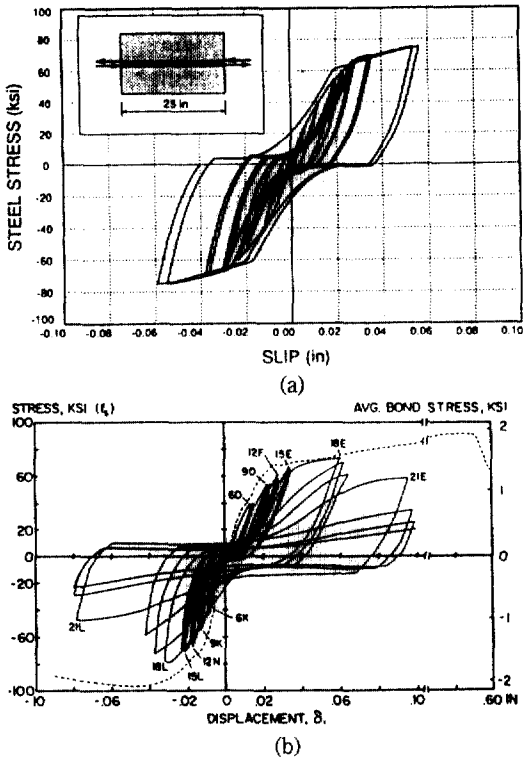 80
60
40
20
0
-20
-40
-60
-80
-100
STEEL STRESS (ksi)
25 in
-0.10 -0.08 -0.06 -0.04 -0.02 0.00 0.02 0.04 0.06 0.08 0.10
SLIP (in)
(a)
STRESS, KSI
AVG. BOND STRESS, KSI
100
60
20
0
-20
-60
-100
2
1
0
-1
-2
6D
9D
12F
15E
18E
21E
21L
18L
15L
12N
9K
6K
-.10 -.06 -.02 0 .02 .06 .10 .60 IN
DISPLACEMENT,
(b)